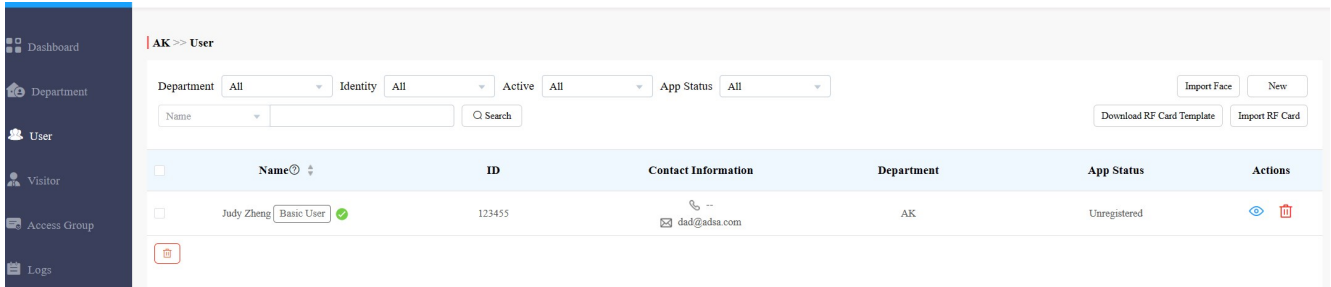 Dashboard
Department
User
Visitor
Access Group
Logs
AK >> User
Department All Identity All Active All App Status All Import Face New
Name Search Download RF Card Template Import RF Card
Name ID Contact Information Department App Status Actions
Judy Zheng Basic User 123455 -- AK Unregistered
dad@adsa.com